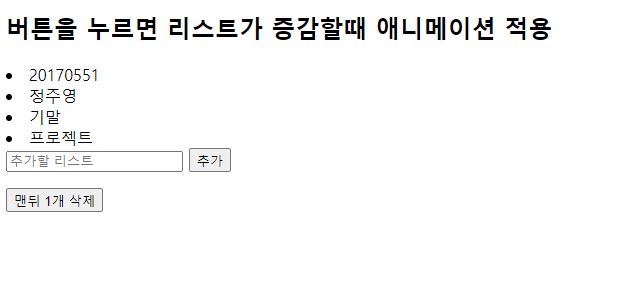 버튼을 누르면 리스트가 증감할때 애니메이션 적용
20170551
정주영
기말
프로젝트
추가할 리스트 추가
맨뒤 1개 삭제